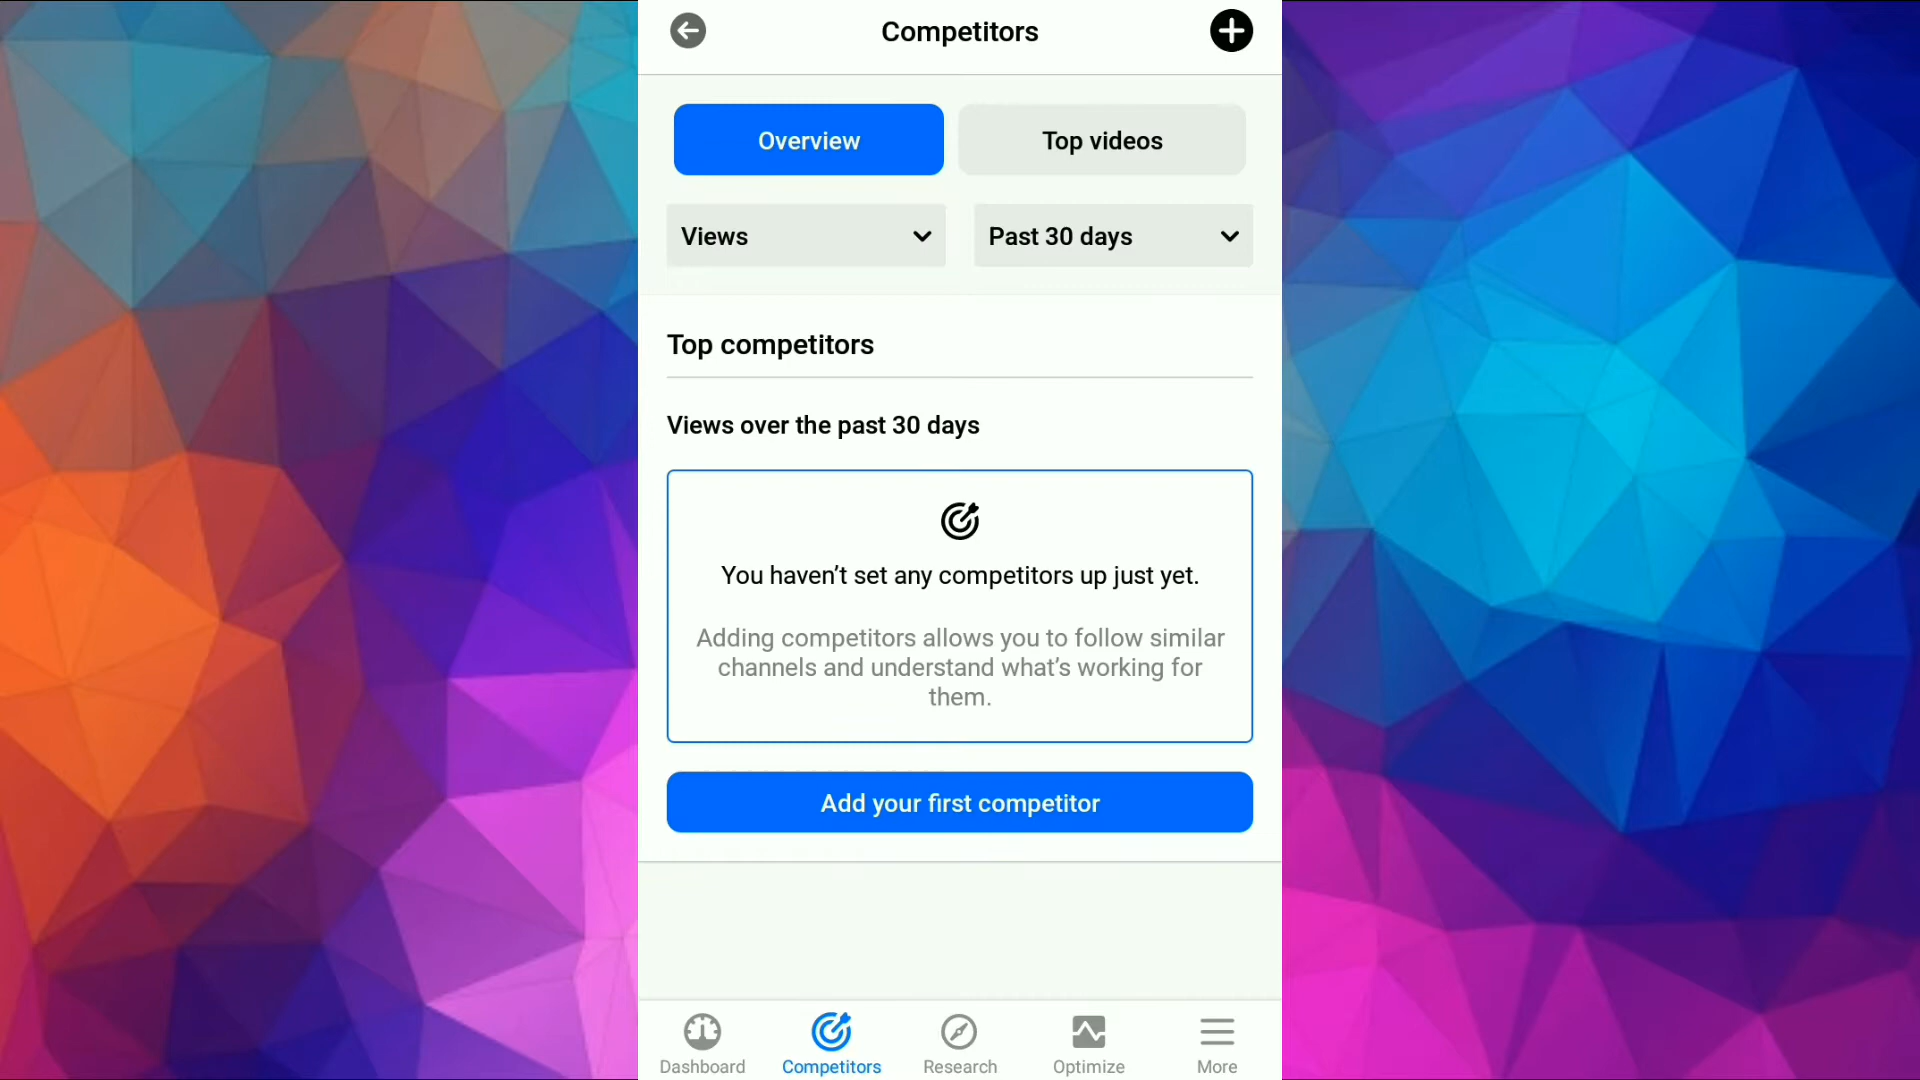 Competitors
Overview
Top videos
Views
Past 30 days
Top competitors
Views over the past 30 days
You haven’t set any competitors up just yet.
Adding competitors allows you to follow similar
channels and understand what’s working for
them.
Add your first competitor
Dashboard
Competitors
Research
Optimize
More